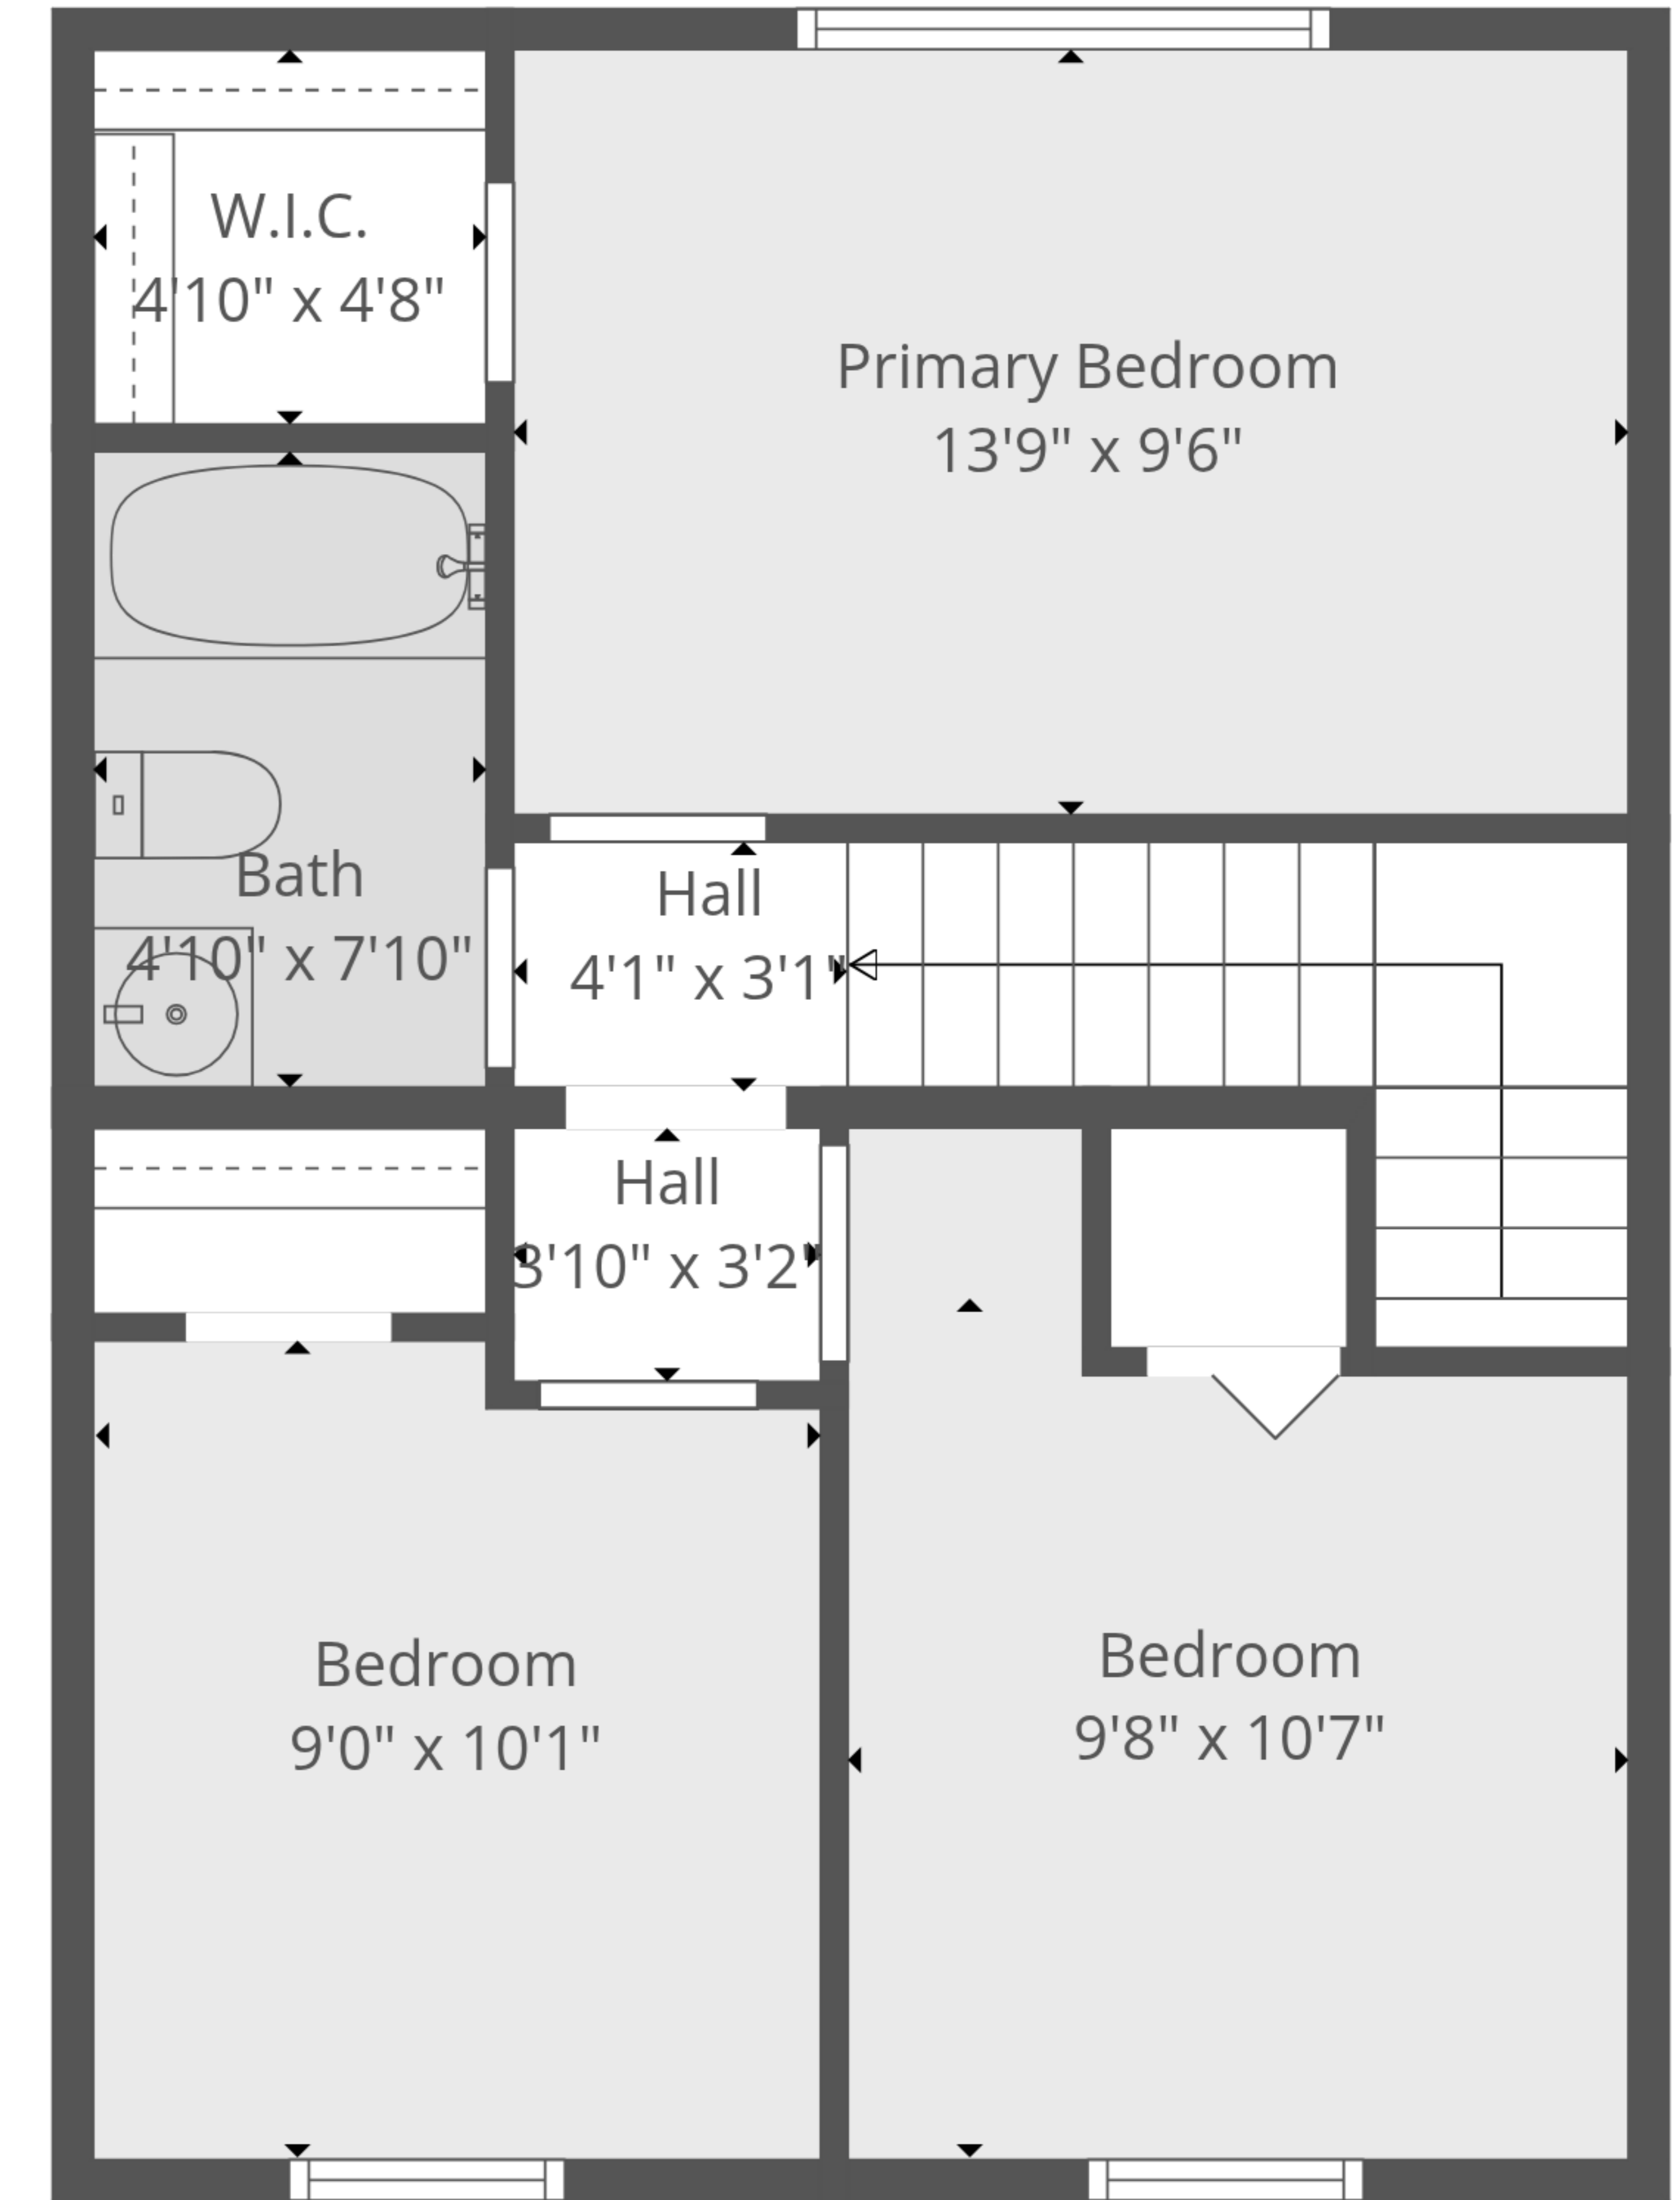 W.I.C.
4'10" x 4'8"
Primary Bedroom
13'9" x 9'6"
Bath
4'10" x 7'10"
Hall
4'1" x 3'1"
Hall
3'10" x 3'2"
Bedroom
9'0" x 10'1"
Bedroom
9'8" x 10'7"